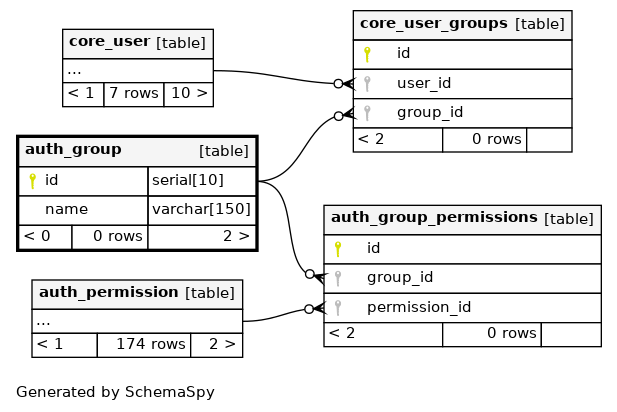 core_user [table]
...
< 1 7 rows 10 >
core_user_groups [table]
id
user_id
group_id
< 2 0 rows
auth_group [table]
id serial[10]
name varchar[150]
< 0 0 rows 2 >
auth_group_permissions [table]
id
group_id
permission_id
< 2 0 rows
auth_permission [table]
...
< 1 174 rows 2 >
Generated by SchemaSpy